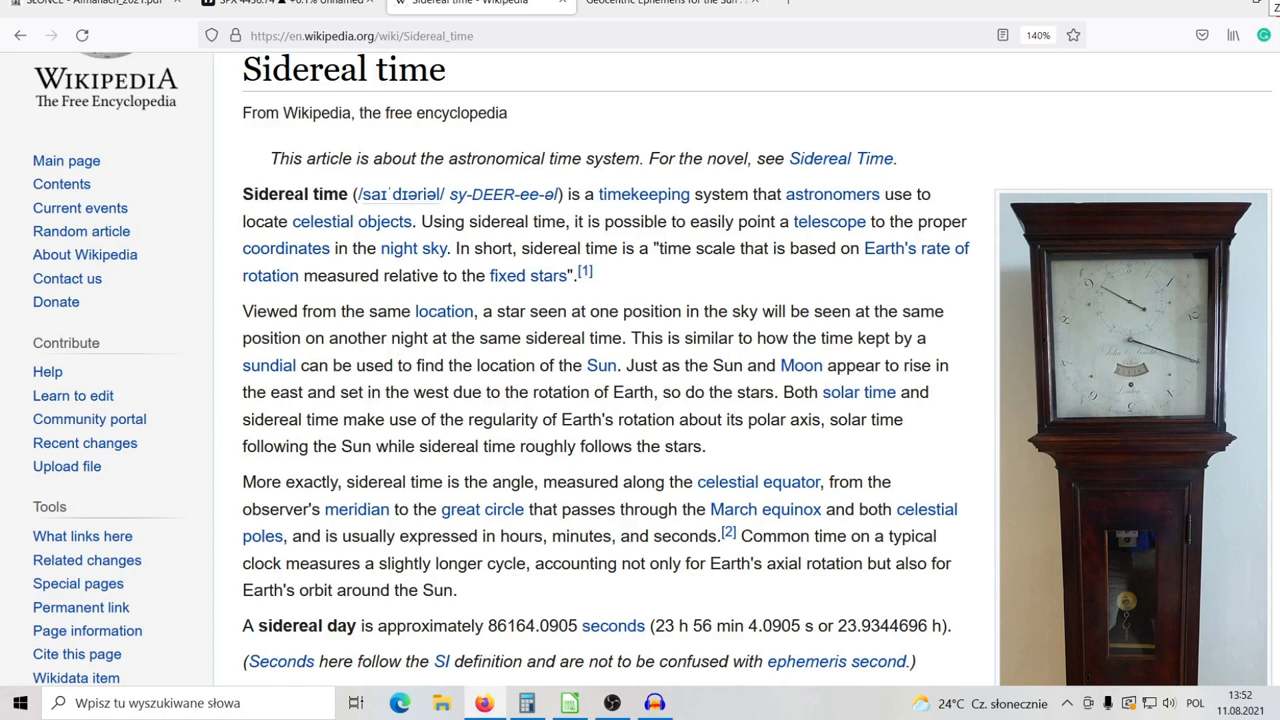 SŁOŃCE - Almanach_2021.pdf
SPX 4436.74 ▲ +0.1% Unnamed
Sidereal time - Wikipedia
Geocentric Ephemeris for the Sun
https://en.wikipedia.org/wiki/Sidereal_time
140%
WIKIPEDIA
The Free Encyclopedia
Main page
Contents
Current events
Random article
About Wikipedia
Contact us
Donate
Contribute
Help
Learn to edit
Community portal
Recent changes
Upload file
Tools
What links here
Related changes
Special pages
Permanent link
Page information
Cite this page
Wikidata item
Sidereal time
From Wikipedia, the free encyclopedia
This article is about the astronomical time system. For the novel, see Sidereal Time.
Sidereal time (/saɪˈdɪəriəl/ sy-DEER-ee-əl) is a timekeeping system that astronomers use to
locate celestial objects. Using sidereal time, it is possible to easily point a telescope to the proper
coordinates in the night sky. In short, sidereal time is a "time scale that is based on Earth's rate of
rotation measured relative to the fixed stars".[1]
Viewed from the same location, a star seen at one position in the sky will be seen at the same
position on another night at the same sidereal time. This is similar to how the time kept by a
sundial can be used to find the location of the Sun. Just as the Sun and Moon appear to rise in
the east and set in the west due to the rotation of Earth, so do the stars. Both solar time and
sidereal time make use of the regularity of Earth's rotation about its polar axis, solar time
following the Sun while sidereal time roughly follows the stars.
More exactly, sidereal time is the angle, measured along the celestial equator, from the
observer's meridian to the great circle that passes through the March equinox and both celestial
poles, and is usually expressed in hours, minutes, and seconds.[2] Common time on a typical
clock measures a slightly longer cycle, accounting not only for Earth's axial rotation but also for
Earth's orbit around the Sun.
A sidereal day is approximately 86164.0905 seconds (23 h 56 min 4.0905 s or 23.9344696 h).
(Seconds here follow the SI definition and are not to be confused with ephemeris second.)
Wpisz tu wyszukiwane słowa
24°C Cz. słonecznie
POL
13:52
11.08.2021